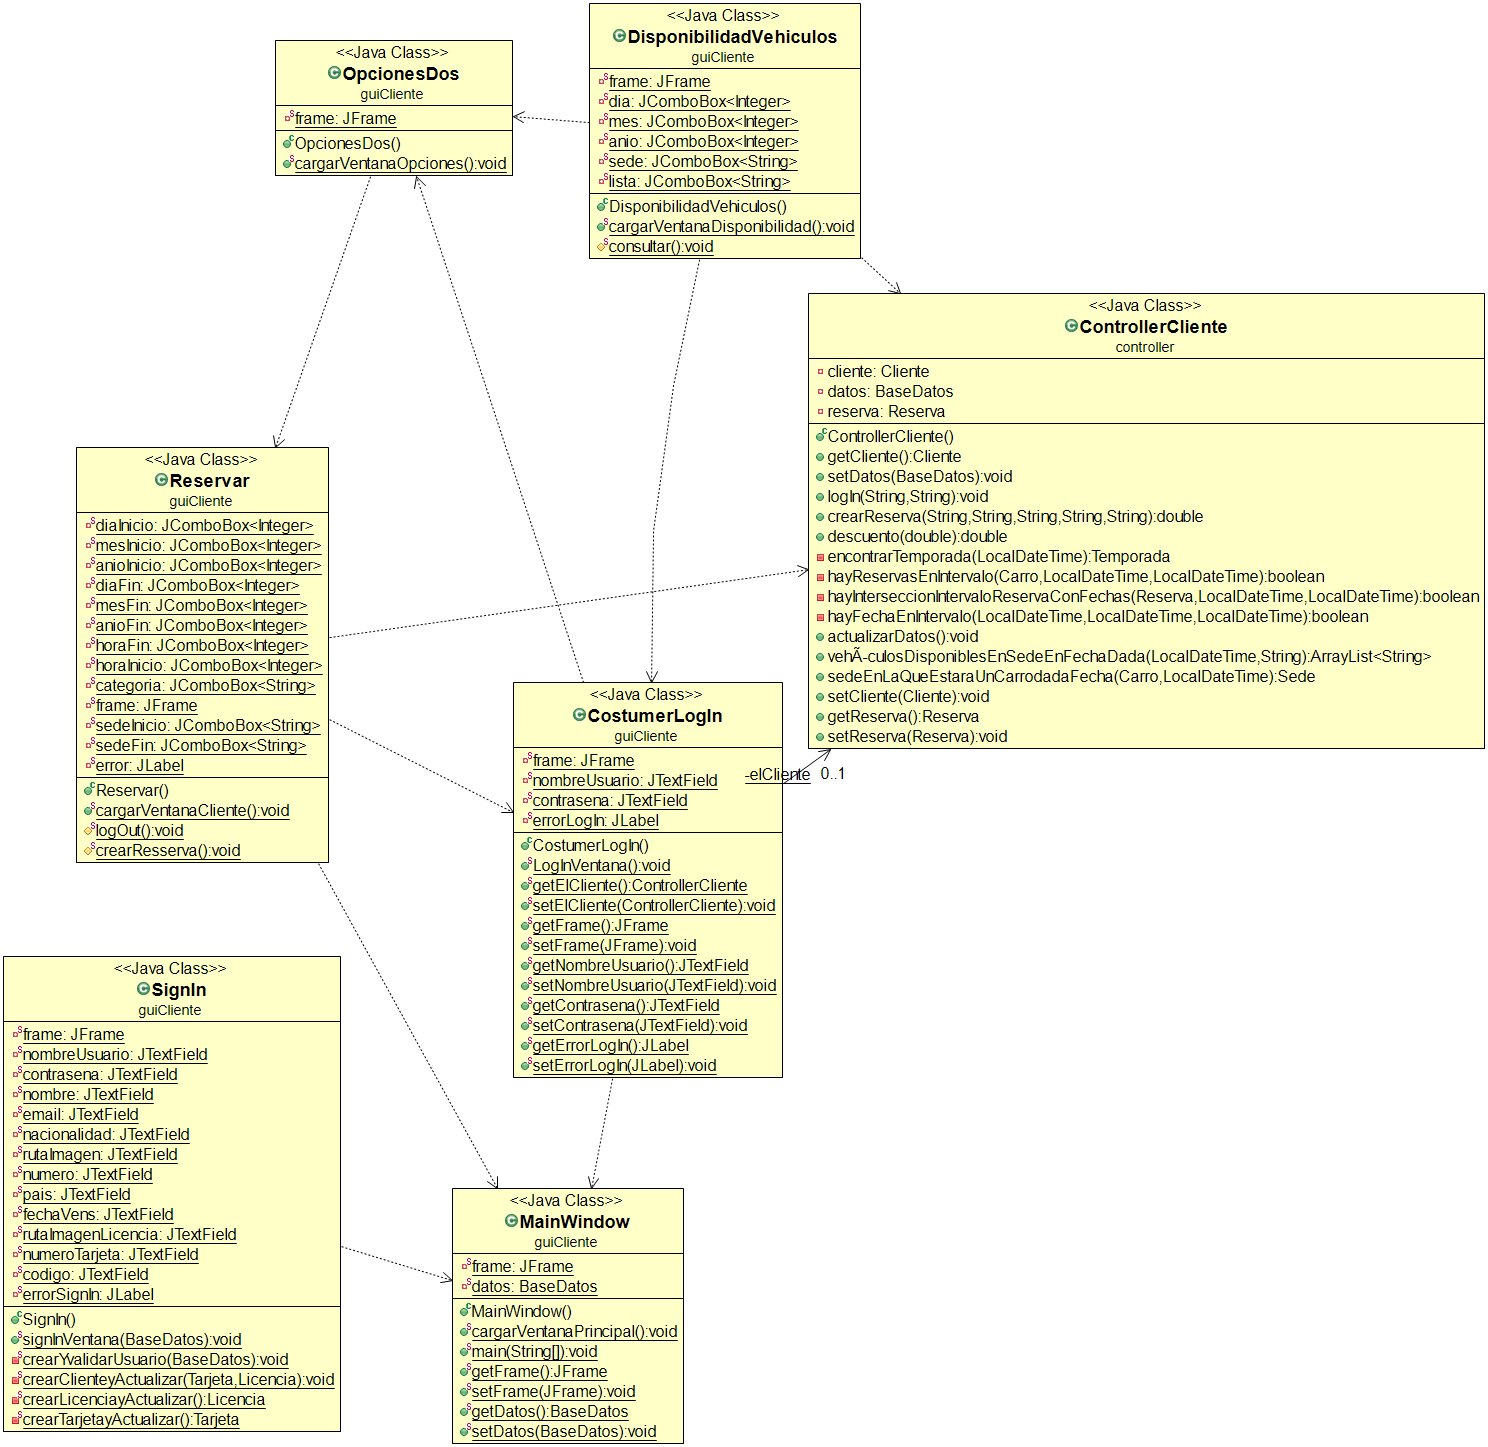 <<Java Class>>
OpcionesDos
guiCliente
frame: JFrame
OpcionesDos()
cargarVentanaOpciones():void
<<Java Class>>
DisponibilidadVehiculos
guiCliente
frame: JFrame
dia: JComboBox<Integer>
mes: JComboBox<Integer>
anio: JComboBox<Integer>
sede: JComboBox<String>
lista: JComboBox<String>
DisponibilidadVehiculos()
cargarVentanaDisponibilidad():void
consultar():void
<<Java Class>>
ControllerCliente
controller
cliente: Cliente
datos: BaseDatos
reserva: Reserva
ControllerCliente()
getCliente():Cliente
setDatos(BaseDatos):void
logIn(String,String):void
crearReserva(String,String,String,String,String):double
descuento(double):double
encontrarTemporada(LocalDateTime):Temporada
hayReservasEnIntervalo(Carro,LocalDateTime,LocalDateTime):boolean
hayInterseccionIntervaloReservaConFechas(Reserva,LocalDateTime,LocalDateTime):boolean
hayFechaEnIntervalo(LocalDateTime,LocalDateTime,LocalDateTime):boolean
actualizarDatos():void
vehÃ-culosDisponiblesEnSedeEnFechaDada(LocalDateTime,String):ArrayList<String>
sedeEnLaQueEstaraUnCarrodadaFecha(Carro,LocalDateTime):Sede
setCliente(Cliente):void
getReserva():Reserva
setReserva(Reserva):void
<<Java Class>>
Reservar
guiCliente
diaInicio: JComboBox<Integer>
mesInicio: JComboBox<Integer>
anioInicio: JComboBox<Integer>
diaFin: JComboBox<Integer>
mesFin: JComboBox<Integer>
anioFin: JComboBox<Integer>
horaFin: JComboBox<Integer>
horaInicio: JComboBox<Integer>
categoria: JComboBox<String>
frame: JFrame
sedeInicio: JComboBox<String>
sedeFin: JComboBox<String>
error: JLabel
Reservar()
cargarVentanaCliente():void
logOut():void
crearResserva():void
<<Java Class>>
CostumerLogIn
guiCliente
frame: JFrame
nombreUsuario: JTextField
contrasena: JTextField
errorLogIn: JLabel
CostumerLogIn()
LogInVentana():void
getElCliente():ControllerCliente
setElCliente(ControllerCliente):void
getFrame():JFrame
setFrame(JFrame):void
getNombreUsuario():JTextField
setNombreUsuario(JTextField):void
getContrasena():JTextField
setContrasena(JTextField):void
getErrorLogIn():JLabel
setErrorLogIn(JLabel):void
-elCliente 0..1
<<Java Class>>
SignIn
guiCliente
frame: JFrame
nombreUsuario: JTextField
contrasena: JTextField
nombre: JTextField
email: JTextField
nacionalidad: JTextField
rutaImagen: JTextField
numero: JTextField
pais: JTextField
fechaVens: JTextField
rutaImagenLicencia: JTextField
numeroTarjeta: JTextField
codigo: JTextField
errorSignIn: JLabel
SignIn()
signInVentana(BaseDatos):void
crearYvalidarUsuario(BaseDatos):void
crearClienteyActualizar(Tarjeta,Licencia):void
crearLicenciayActualizar():Licencia
crearTarjetayActualizar():Tarjeta
<<Java Class>>
MainWindow
guiCliente
frame: JFrame
datos: BaseDatos
MainWindow()
cargarVentanaPrincipal():void
main(String[]):void
getFrame():JFrame
setFrame(JFrame):void
getDatos():BaseDatos
setDatos(BaseDatos):void